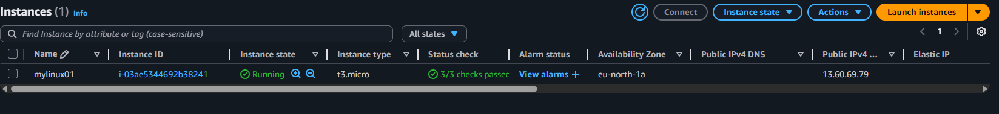 Instances (1) Info
Connect
Instance state
Actions
Launch instances
Find Instance by attribute or tag (case-sensitive)
All states
1
Name Instance ID Instance state Instance type Status check Alarm status Availability Zone Public IPv4 DNS Public IPv4 ... Elastic IP
mylinux01 i-03ae5344692b38241 Running t3.micro 3/3 checks passec View alarms + eu-north-1a – 13.60.69.79 –